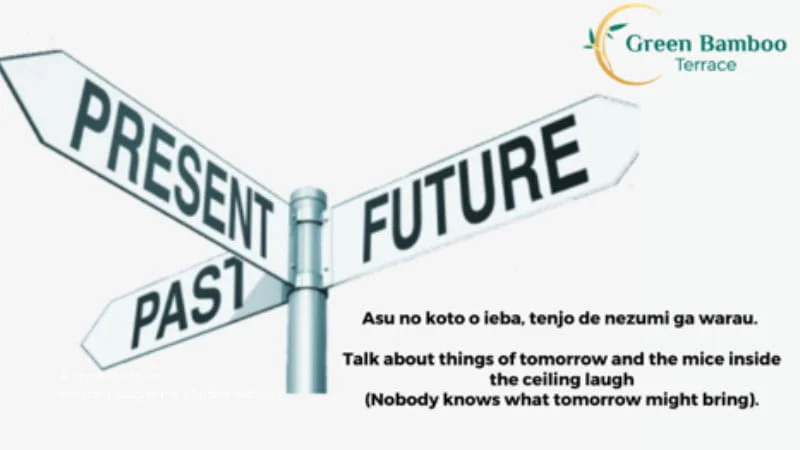 Green Bamboo
Terrace
PRESENT
FUTURE
PAST
Asu no koto o ieba, tenjo de nezumi ga warau.
Talk about things of tomorrow and the mice inside
the ceiling laugh
(Nobody knows what tomorrow might bring).